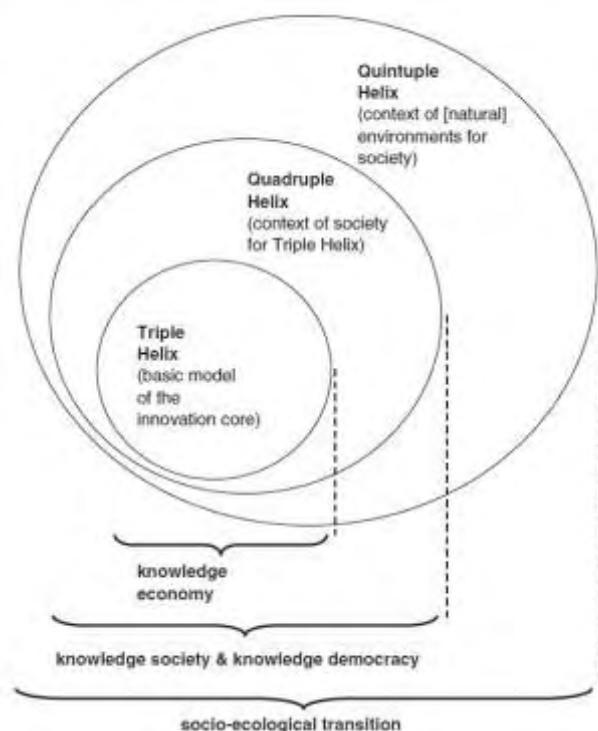 Quintuple
Helix
(context of [natural]
environments for
society)
Quadruple
Helix
(context of society
for Triple Helix)
Triple
Helix
(basic model
of the
innovation core)
knowledge
economy
knowledge society & knowledge democracy
socio-ecological transition